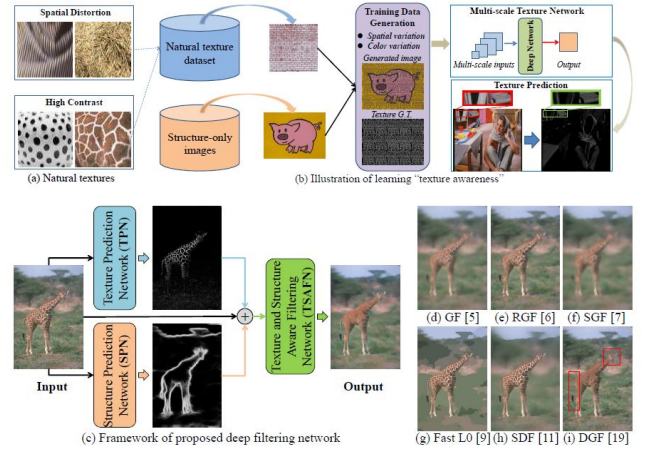 Spatial Distortion
High Contrast
(a) Natural textures
Natural texture
dataset
Structure-only
images
Training Data
Generation
Spatial variation
Color variation
Generated image
Texture G.T.
Multi-scale Texture Network
Multi-scale inputs
Deep Network
Output
Texture Prediction
(b) Illustration of learning "texture awareness"
Input
Texture Prediction
Network (TPN)
Structure Prediction
Network (SPN)
+
Texture and Structure
Aware Filtering
Network (TSAFN)
Output
(c) Framework of proposed deep filtering network
(d) GF [5]
(e) RGF [6]
(f) SGF [7]
(g) Fast L0 [9]
(h) SDF [11]
(i) DGF [19]